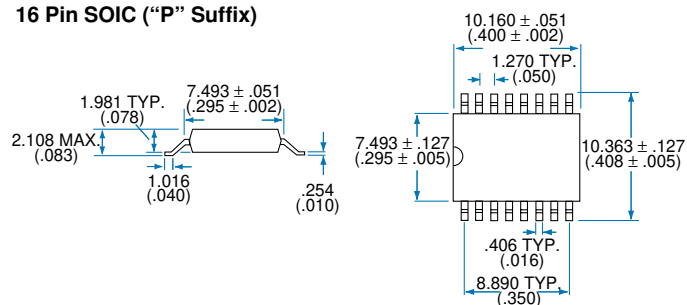 16 Pin SOIC (“P” Suffix)
10.160 ± .051
(.400 ± .002)
1.270 TYP.
(.050)
7.493 ± .051
(.295 ± .002)
1.981 TYP.
(.078)
2.108 MAX.
(.083)
7.493 ± .127
(.295 ± .005)
10.363 ± .127
(.408 ± .005)
1.016
(.040)
.254
(.010)
.406 TYP.
(.016)
8.890 TYP.
(.350)